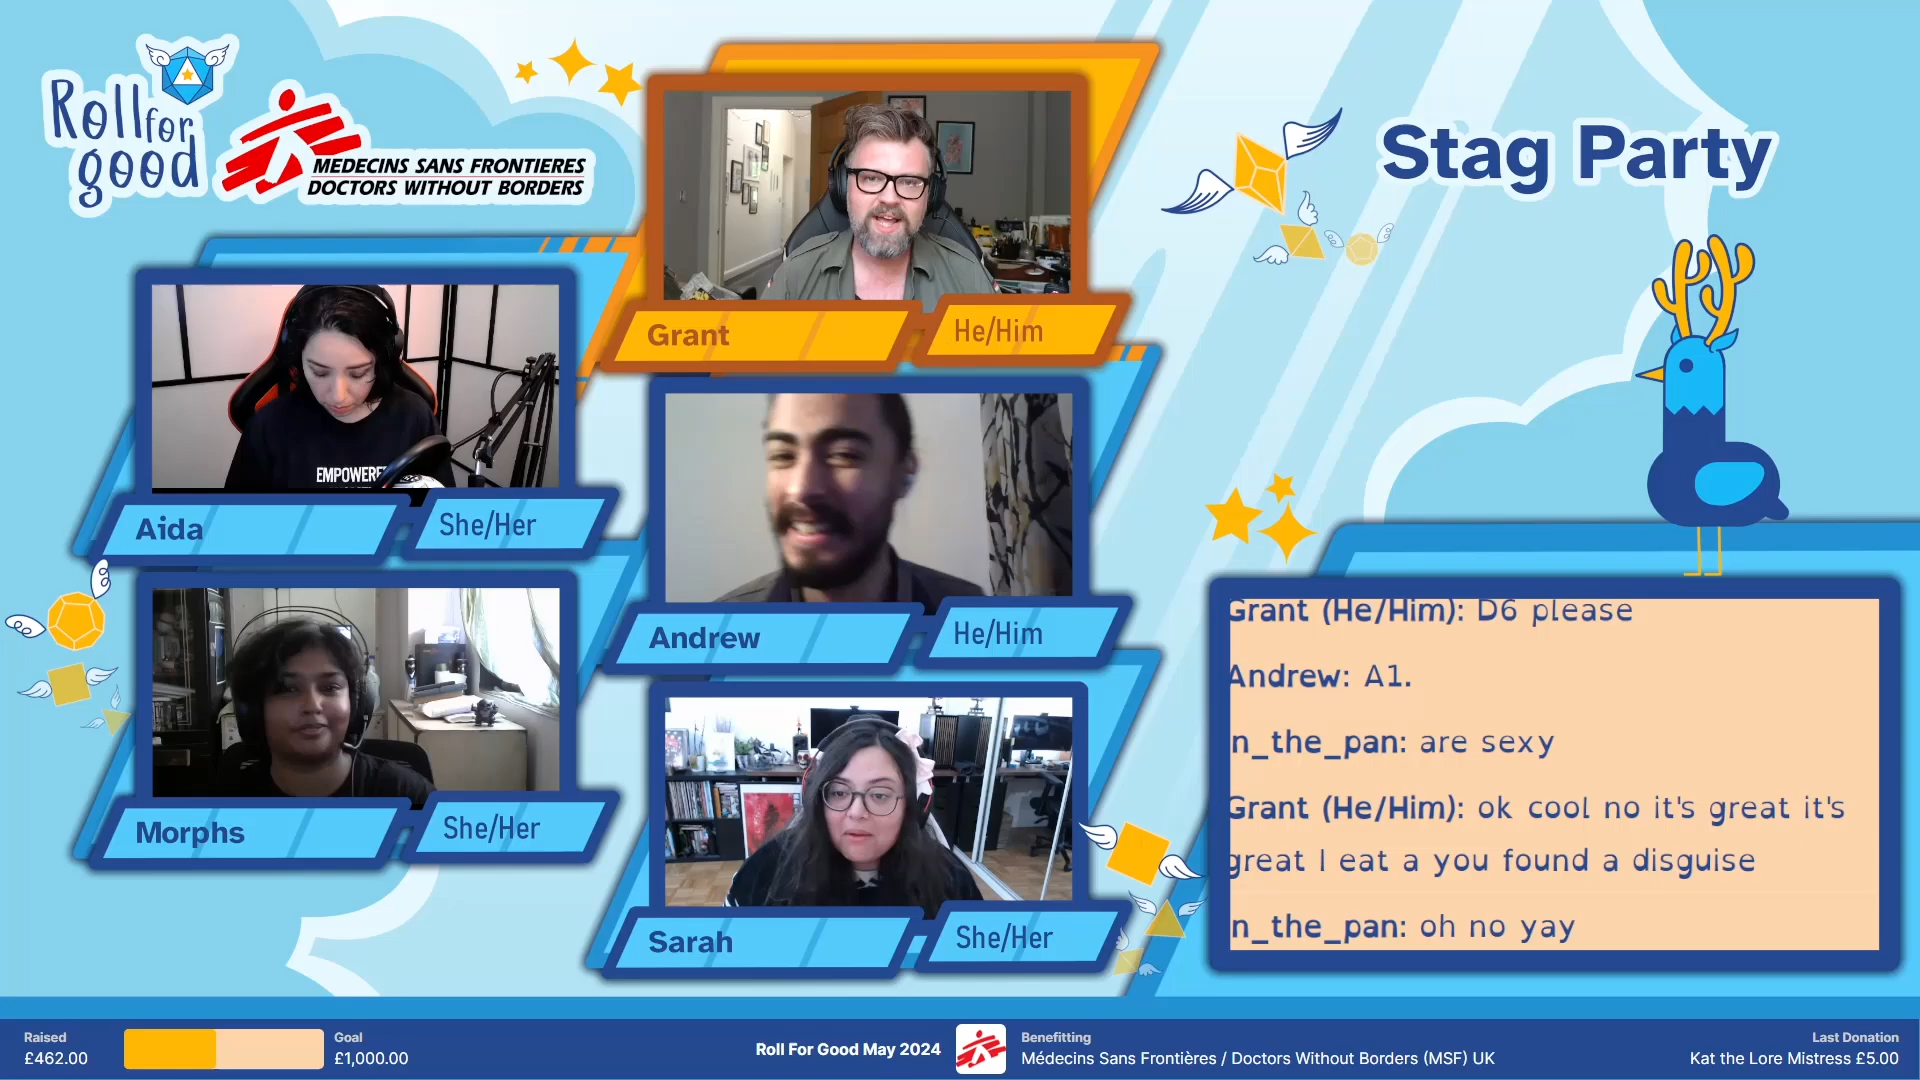 Roll for
good
MEDECINS SANS FRONTIERES
DOCTORS WITHOUT BORDERS
Stag Party
Grant
He/Him
Aida
She/Her
Andrew
He/Him
Morphs
She/Her
Sarah
She/Her
Grant (He/Him): D6 please
Andrew: A1.
n_the_pan: are sexy
Grant (He/Him): ok cool no it's great it's
great I eat a you found a disguise
n_the_pan: oh no yay
Raised
£462.00
Goal
£1,000.00
Roll For Good May 2024
Benefitting
Médecins Sans Frontières / Doctors Without Borders (MSF) UK
Last Donation
Kat the Lore Mistress £5.00